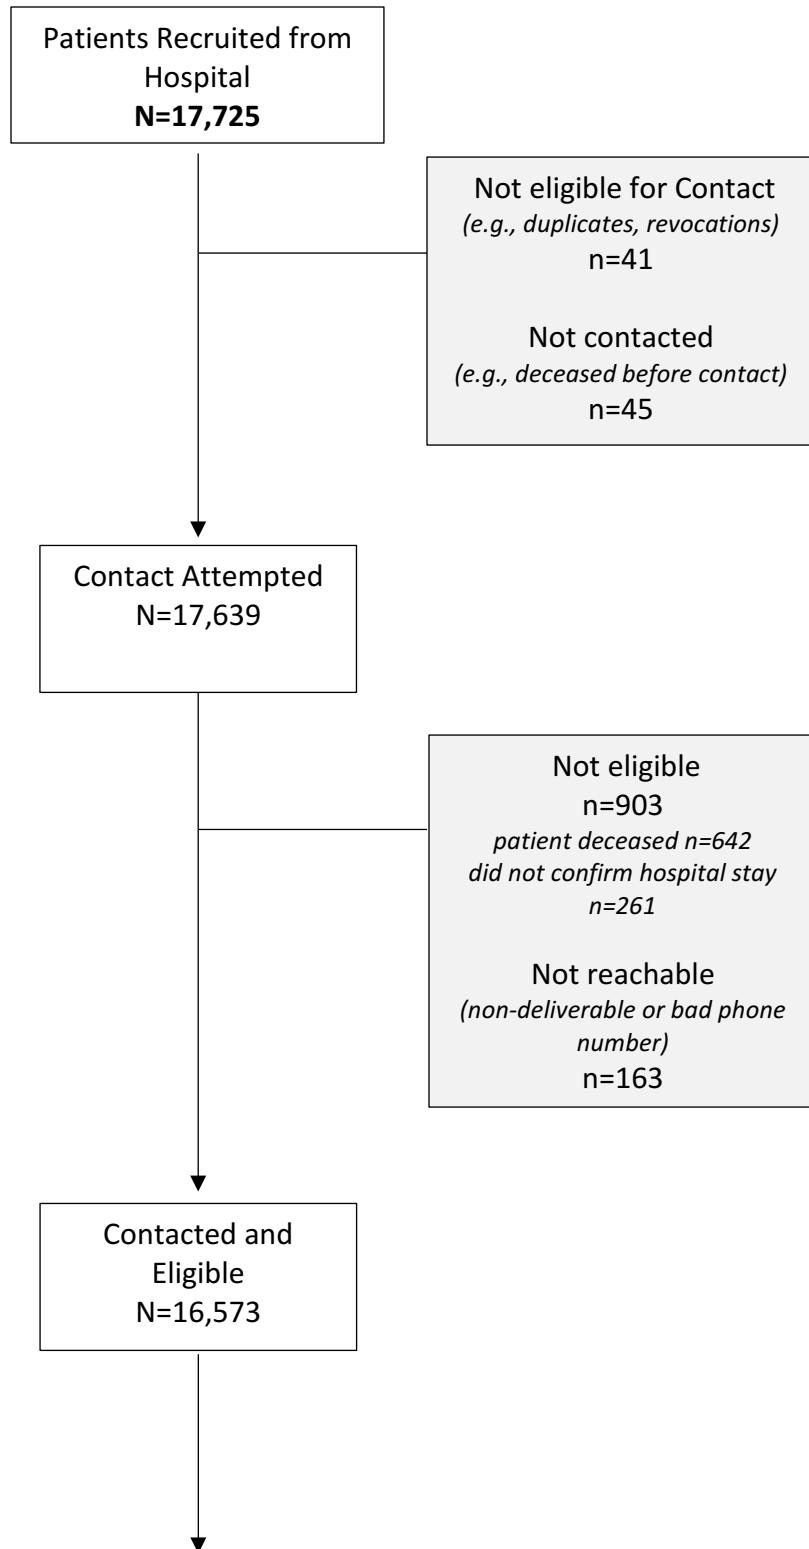 Patients Recruited from
Hospital
N=17,725
Not eligible for Contact
(e.g., duplicates, revocations)
n=41
Not contacted
(e.g., deceased before contact)
n=45
Contact Attempted
N=17,639
Not eligible
n=903
patient deceased n=642
did not confirm hospital stay
n=261
Not reachable
(non-deliverable or bad phone
number)
n=163
Contacted and
Eligible
N=16,573